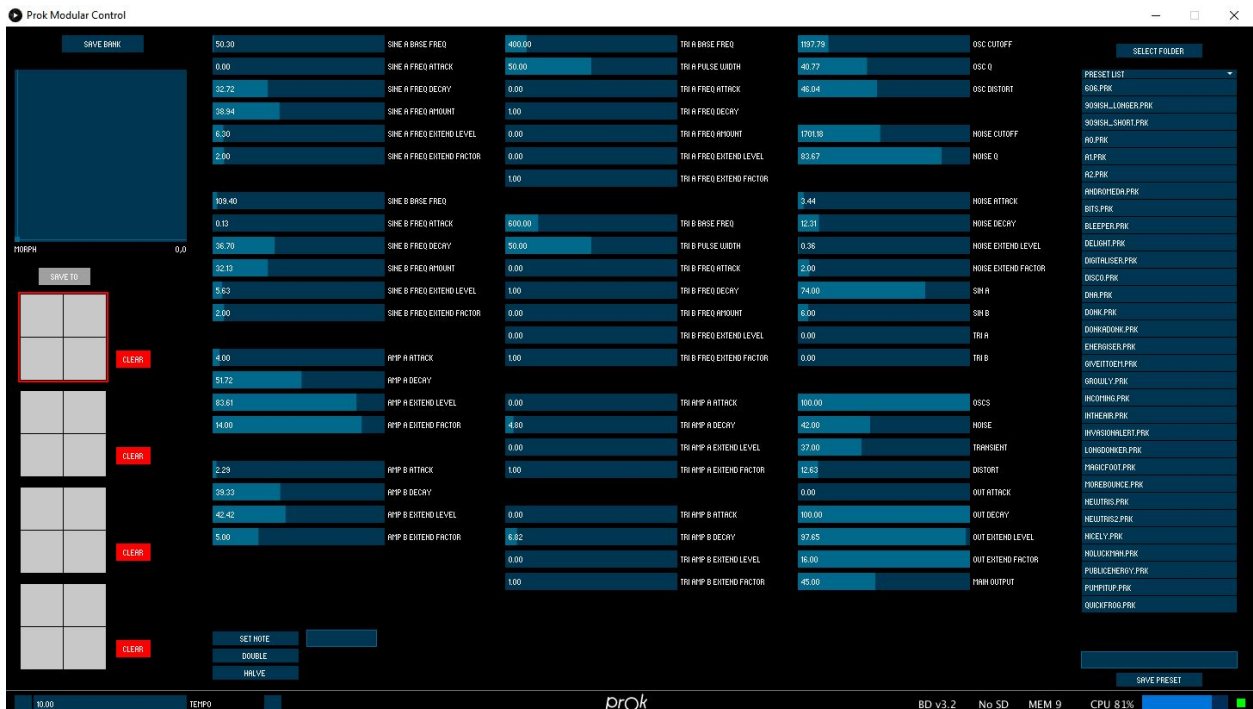 Prok Modular Control
SAVE BANK
MORPH 0,0
SAVE TO
CLEAR
CLEAR
CLEAR
CLEAR
50.30 SINE A BASE FREQ
0.00 SINE A FREQ ATTACK
32.72 SINE A FREQ DECAY
38.94 SINE A FREQ AMOUNT
6.30 SINE A FREQ EXTEND LEVEL
2.00 SINE A FREQ EXTEND FACTOR
109.40 SINE B BASE FREQ
0.13 SINE B FREQ ATTACK
36.70 SINE B FREQ DECAY
32.13 SINE B FREQ AMOUNT
5.63 SINE B FREQ EXTEND LEVEL
2.00 SINE B FREQ EXTEND FACTOR
4.00 AMP A ATTACK
51.72 AMP A DECAY
83.61 AMP A EXTEND LEVEL
14.00 AMP A EXTEND FACTOR
2.29 AMP B ATTACK
39.33 AMP B DECAY
42.42 AMP B EXTEND LEVEL
5.00 AMP B EXTEND FACTOR
SET NOTE
DOUBLE
HALVE
400.00 TRI A BASE FREQ
50.00 TRI A PULSE WIDTH
0.00 TRI A FREQ ATTACK
1.00 TRI A FREQ DECAY
0.00 TRI A FREQ AMOUNT
0.00 TRI A FREQ EXTEND LEVEL
1.00 TRI A FREQ EXTEND FACTOR
600.00 TRI B BASE FREQ
50.00 TRI B PULSE WIDTH
0.00 TRI B FREQ ATTACK
1.00 TRI B FREQ DECAY
0.00 TRI B FREQ AMOUNT
0.00 TRI B FREQ EXTEND LEVEL
1.00 TRI B FREQ EXTEND FACTOR
0.00 TRI AMP A ATTACK
4.80 TRI AMP A DECAY
0.00 TRI AMP A EXTEND LEVEL
1.00 TRI AMP A EXTEND FACTOR
0.00 TRI AMP B ATTACK
6.82 TRI AMP B DECAY
0.00 TRI AMP B EXTEND LEVEL
1.00 TRI AMP B EXTEND FACTOR
1197.79 OSC CUTOFF
40.77 OSC Q
46.04 OSC DISTORT
1701.18 NOISE CUTOFF
83.67 NOISE Q
3.44 NOISE ATTACK
12.31 NOISE DECAY
0.36 NOISE EXTEND LEVEL
2.00 NOISE EXTEND FACTOR
74.00 SIN A
6.00 SIN B
0.00 TRI A
0.00 TRI B
100.00 OSCS
42.00 NOISE
37.00 TRANSIENT
12.63 DISTORT
0.00 OUT ATTACK
100.00 OUT DECAY
97.65 OUT EXTEND LEVEL
16.00 OUT EXTEND FACTOR
45.00 MAIN OUTPUT
SELECT FOLDER
PRESET LIST
606.PRK
909ISH_LONGER.PRK
909ISH_SHORT.PRK
A0.PRK
A1.PRK
A2.PRK
ANDROMEDA.PRK
BITS.PRK
BLEEPER.PRK
DELIGHT.PRK
DIGITALISER.PRK
DISCO.PRK
DNA.PRK
DONK.PRK
DONKADONK.PRK
ENERGISER.PRK
GIVEITTOEM.PRK
GROWLY.PRK
INCOMING.PRK
INTHEAIR.PRK
INVASIONALERT.PRK
LONGDONKER.PRK
MAGICFOOT.PRK
MOREBOUNCE.PRK
NEWTRIS.PRK
NEWTRIS2.PRK
NICELY.PRK
NOLUCKMAN.PRK
PUBLICENERGY.PRK
PUMPITUP.PRK
QUICKFROG.PRK
SAVE PRESET
10.00 TEMPO
prok
BD v3.2 No SD MEM 9 CPU 81%